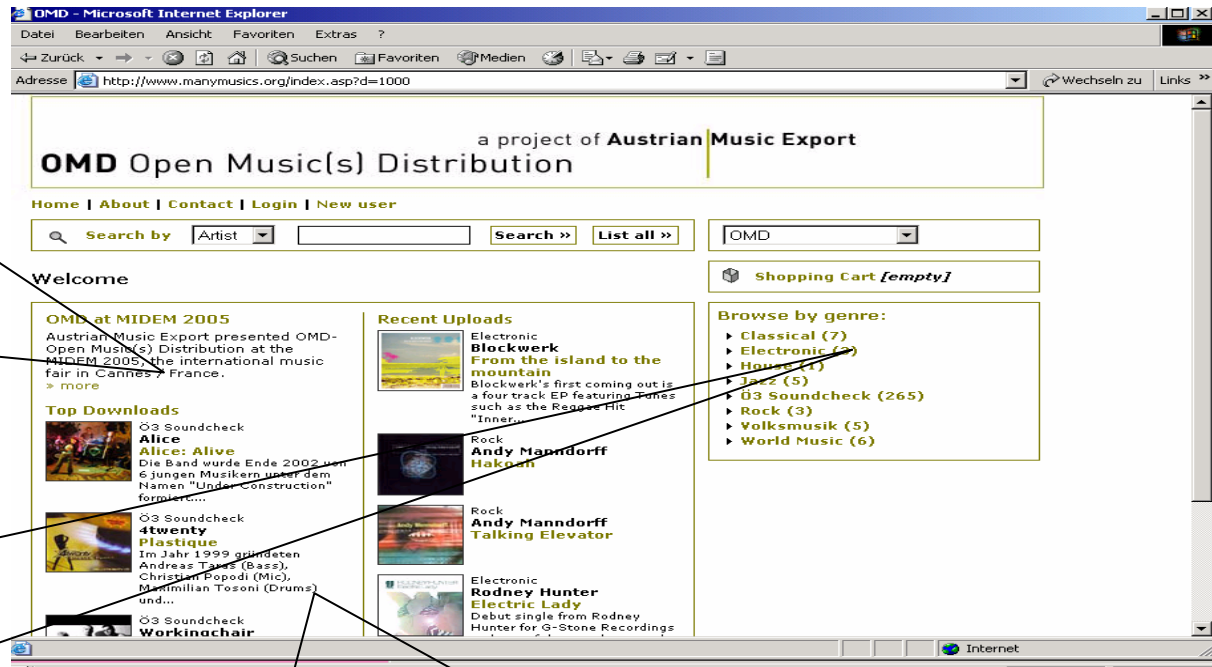 OMD - Microsoft Internet Explorer
Datei Bearbeiten Ansicht Favoriten Extras ?
Zurück Suchen Favoriten Medien
Adresse http://www.manymusics.org/index.asp?d=1000 Wechseln zu Links »
a project of Austrian Music Export
OMD Open Music(s) Distribution
Home | About | Contact | Login | New user
Search by Artist Search » List all » OMD
Shopping Cart [empty]
Welcome
OMD at MIDEM 2005
Austrian Music Export presented OMD-
Open Music(s) Distribution at the
MIDEM 2005, the international music
fair in Cannes / France.
» more
Top Downloads
Ö3 Soundcheck
Alice
Alice: Alive
Die Band wurde Ende 2002 von
6 jungen Musikern unter dem
Namen "Under Construction"
formiert....
Ö3 Soundcheck
4twenty
Plastique
Im Jahr 1999 gründeten
Andreas Taras (Bass),
Christian Popodi (Mic),
Maximilian Tosoni (Drums)
und...
Ö3 Soundcheck
Workingchair
Recent Uploads
Electronic
Blockwerk
From the island to the
mountain
Blockwerk's first coming out is
a four track EP featuring Tunes
such as the Reggae Hit
"Inner...
Rock
Andy Manndorff
Hakoah
Rock
Andy Manndorff
Talking Elevator
Electronic
Rodney Hunter
Electric Lady
Debut single from Rodney
Hunter for G-Stone Recordings
Browse by genre:
Classical (7)
Electronic (3)
House (1)
Jazz (5)
Ö3 Soundcheck (265)
Rock (3)
Volksmusik (5)
World Music (6)
Internet